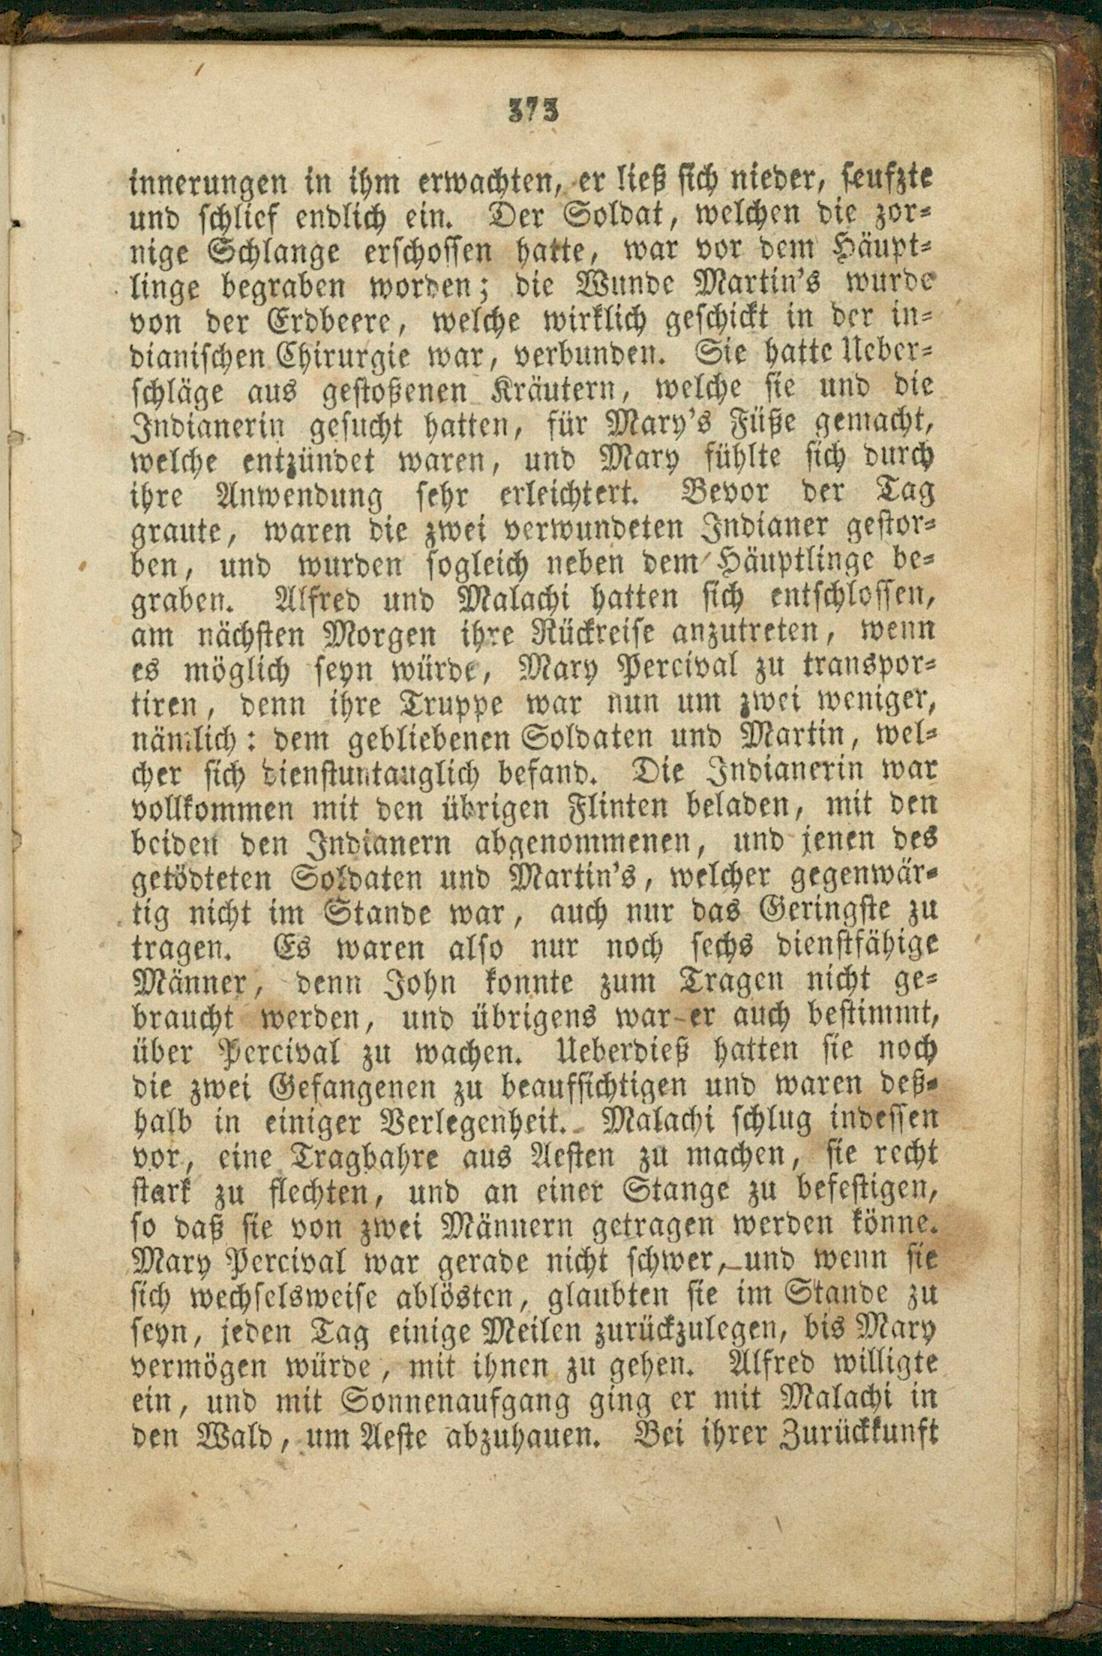 373
innerungen in ihm erwachten, er ließ sich nieder, seufzte
und schlief endlich ein. Der Soldat, welchen die zor-
nige Schlange erschossen hatte, war vor dem Häupt-
linge begraben worden; die Wunde Martin's wurde
von der Erdbeere, welche wirklich geschickt in der in-
dianischen Chirurgie war, verbunden. Sie hatte Ueber-
schläge aus gestoßenen Kräutern, welche sie und die
Indianerin gesucht hatten, für Mary's Füße gemacht,
welche entzündet waren, und Mary fühlte sich durch
ihre Anwendung sehr erleichtert. Bevor der Tag
graute, waren die zwei verwundeten Indianer gestor-
ben, und wurden sogleich neben dem Häuptlinge be-
graben. Alfred und Malachi hatten sich entschlossen,
am nächsten Morgen ihre Rückreise anzutreten, wenn
es möglich seyn würde, Mary Percival zu transpor-
tiren, denn ihre Truppe war nun um zwei weniger,
nämlich: dem gebliebenen Soldaten und Martin, wel-
cher sich dienstuntauglich befand. Die Indianerin war
vollkommen mit den übrigen Flinten beladen, mit den
beiden den Indianern abgenommenen, und jenen des
getödteten Soldaten und Martin's, welcher gegenwär-
tig nicht im Stande war, auch nur das Geringste zu
tragen. Es waren also nur noch sechs dienstfähige
Männer, denn John konnte zum Tragen nicht ge-
braucht werden, und übrigens war er auch bestimmt,
über Percival zu wachen. Ueberdieß hatten sie noch
die zwei Gefangenen zu beaufsichtigen und waren deß-
halb in einiger Verlegenheit. Malachi schlug indessen
vor, eine Tragbahre aus Aesten zu machen, sie recht
stark zu flechten, und an einer Stange zu befestigen,
so daß sie von zwei Männern getragen werden könne.
Mary Percival war gerade nicht schwer, und wenn sie
sich wechselsweise ablösten, glaubten sie im Stande zu
seyn, jeden Tag einige Meilen zurückzulegen, bis Mary
vermögen würde, mit ihnen zu gehen. Alfred willigte
ein, und mit Sonnenaufgang ging er mit Malachi in
den Wald, um Aeste abzuhauen. Bei ihrer Zurückkunft